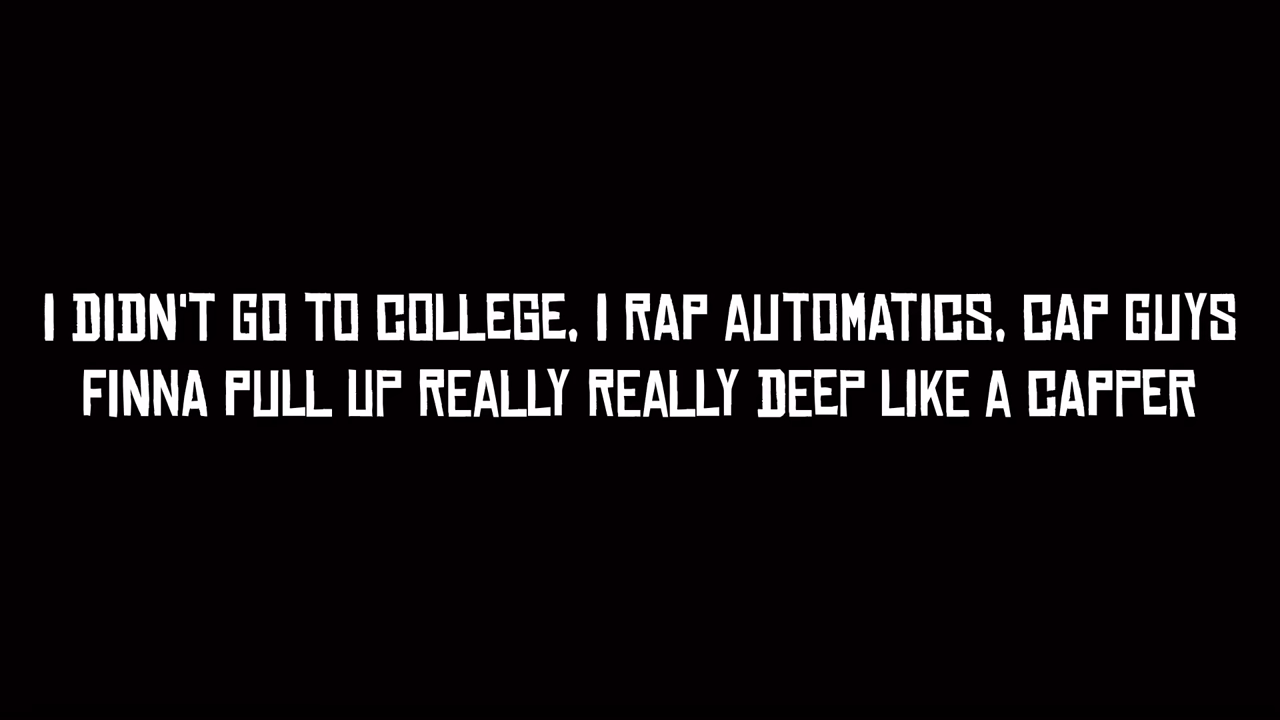 I DIDN'T GO TO COLLEGE, I RAP AUTOMATICS, CAP GUYS
FINNA PULL UP REALLY REALLY DEEP LIKE A CAPPER